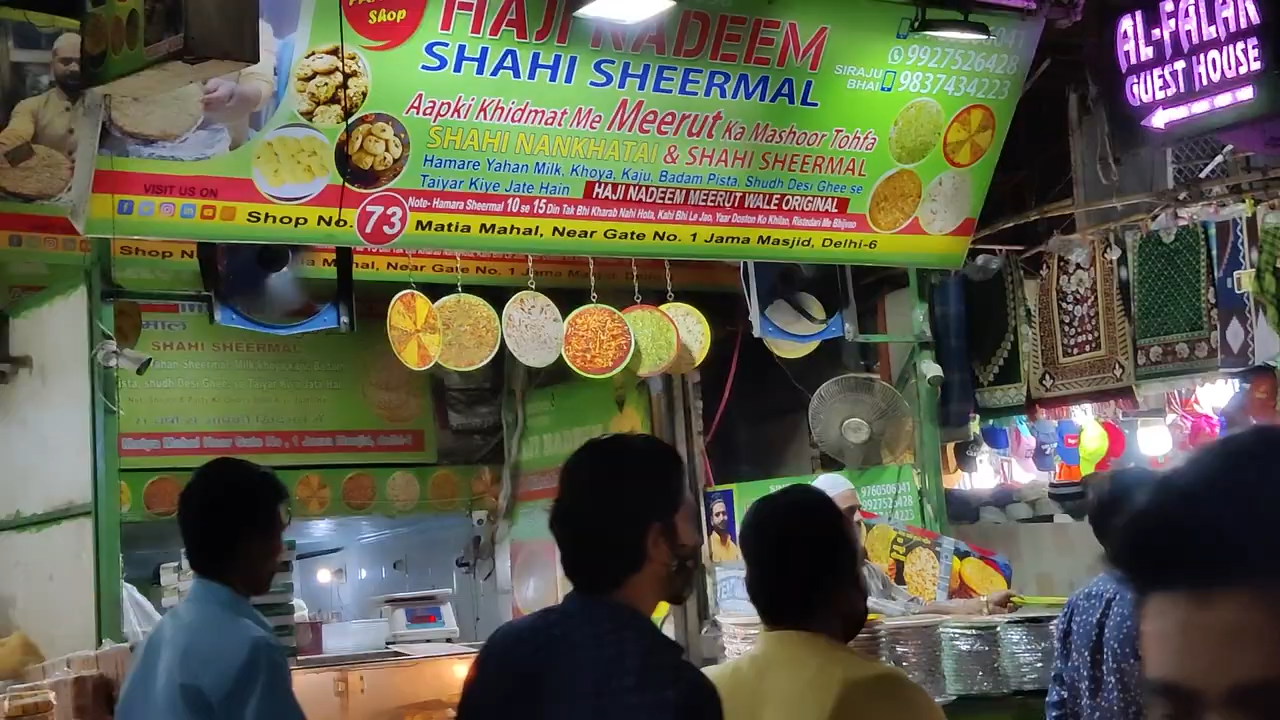 Shop
HAJI NADEEM
SHAHI SHEERMAL
9927526428
SIRAJU BHAI 9837434223
Aapki Khidmat Me Meerut Ka Mashoor Tohfa
SHAHI NANKHATAI & SHAHI SHEERMAL
Hamare Yahan Milk, Khoya, Kaju, Badam Pista, Shudh Desi Ghee se
Taiyar Kiye Jate Hain
HAJI NADEEM MEERUT WALE ORIGINAL
VISIT US ON
Note- Hamara Sheermal 10 se 15 Din Tak Bhi Kharab Nahi Hota, Kahi Bhi Le Jao, Yaar Doston Ko Khilao, Ristedari Me Bhijwao
Shop No. 73 Matia Mahal, Near Gate No. 1 Jama Masjid, Delhi-6
AL-FALAK
GUEST HOUSE
SHAHI SHEERMAL
9760506041
9927526428